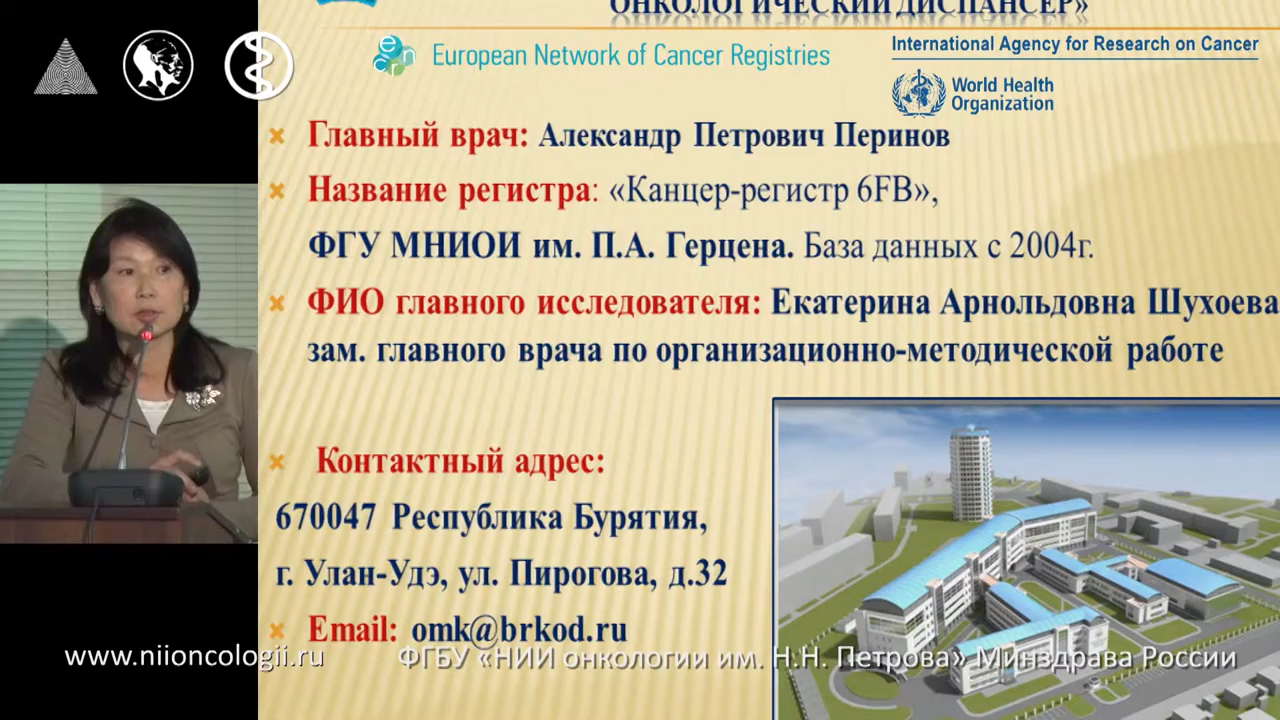 ОНКОЛОГИЧЕСКИЙ ДИСПАНСЕР»
ecn
European Network of Cancer Registries
International Agency for Research on Cancer
World Health
Organization
Главный врач: Александр Петрович Перинов
Название регистра: «Канцер-регистр 6FB»,
ФГУ МНИОИ им. П.А. Герцена. База данных с 2004г.
ФИО главного исследователя: Екатерина Арнольдовна Шухоева
зам. главного врача по организационно-методической работе
Контактный адрес:
670047 Республика Бурятия,
г. Улан-Удэ, ул. Пирогова, д.32
Email: omk@brkod.ru
www.niioncologii.ru
ФГБУ «НИИ онкологии им. Н.Н. Петрова» Минздрава России